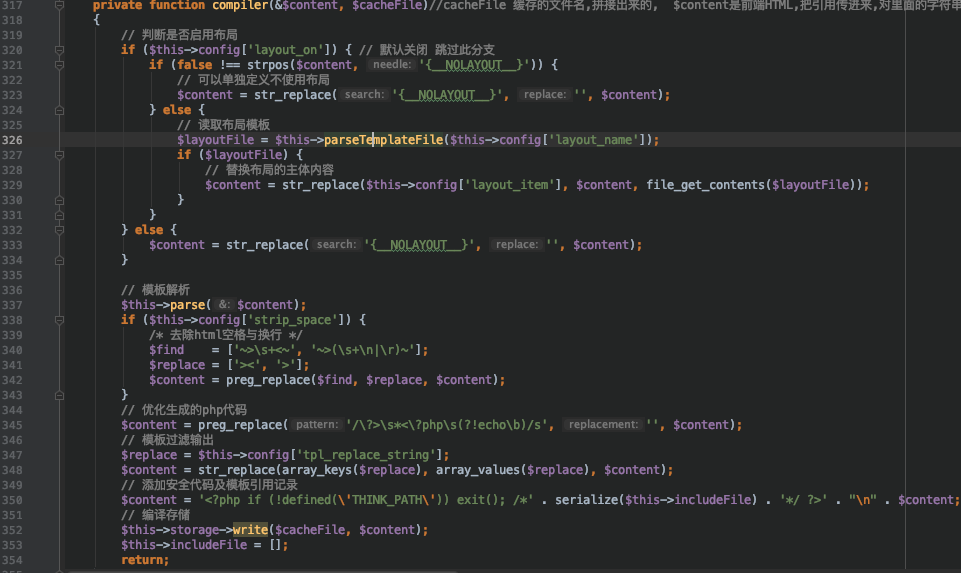 317 private function compiler(&$content, $cacheFile)//cacheFile 缓存的文件名,拼接出来的, $content是前端HTML,把引用传进来,对里面的字符串
318 {
319 // 判断是否启用布局
320 if ($this->config['layout_on']) { // 默认关闭 跳过此分支
321 if (false !== strpos($content, needle: '{__NOLAYOUT__}')) {
322 // 可以单独定义不使用布局
323 $content = str_replace( search: '{__NOLAYOUT__}', replace: '', $content);
324 } else {
325 // 读取布局模板
326 $layoutFile = $this->parseTemplateFile($this->config['layout_name']);
327 if ($layoutFile) {
328 // 替换布局的主体内容
329 $content = str_replace($this->config['layout_item'], $content, file_get_contents($layoutFile));
330 }
331 }
332 } else {
333 $content = str_replace( search: '{__NOLAYOUT__}', replace: '', $content);
334 }
335
336 // 模板解析
337 $this->parse( &: $content);
338 if ($this->config['strip_space']) {
339 /* 去除html空格与换行 */
340 $find = ['~>\s+<~', '~>(\s+\n|\r)~'];
341 $replace = ['><', '>'];
342 $content = preg_replace($find, $replace, $content);
343 }
344 // 优化生成的php代码
345 $content = preg_replace( pattern: '/\?>\s*<\?php\s(?!echo\b)/s', replacement: '', $content);
346 // 模板过滤输出
347 $replace = $this->config['tpl_replace_string'];
348 $content = str_replace(array_keys($replace), array_values($replace), $content);
349 // 添加安全代码及模板引用记录
350 $content = '<?php if (!defined(\'THINK_PATH\')) exit(); /*' . serialize($this->includeFile) . '*/ ?>' . "\n" . $content;
351 // 编译存储
352 $this->storage->write($cacheFile, $content);
353 $this->includeFile = [];
354 return;